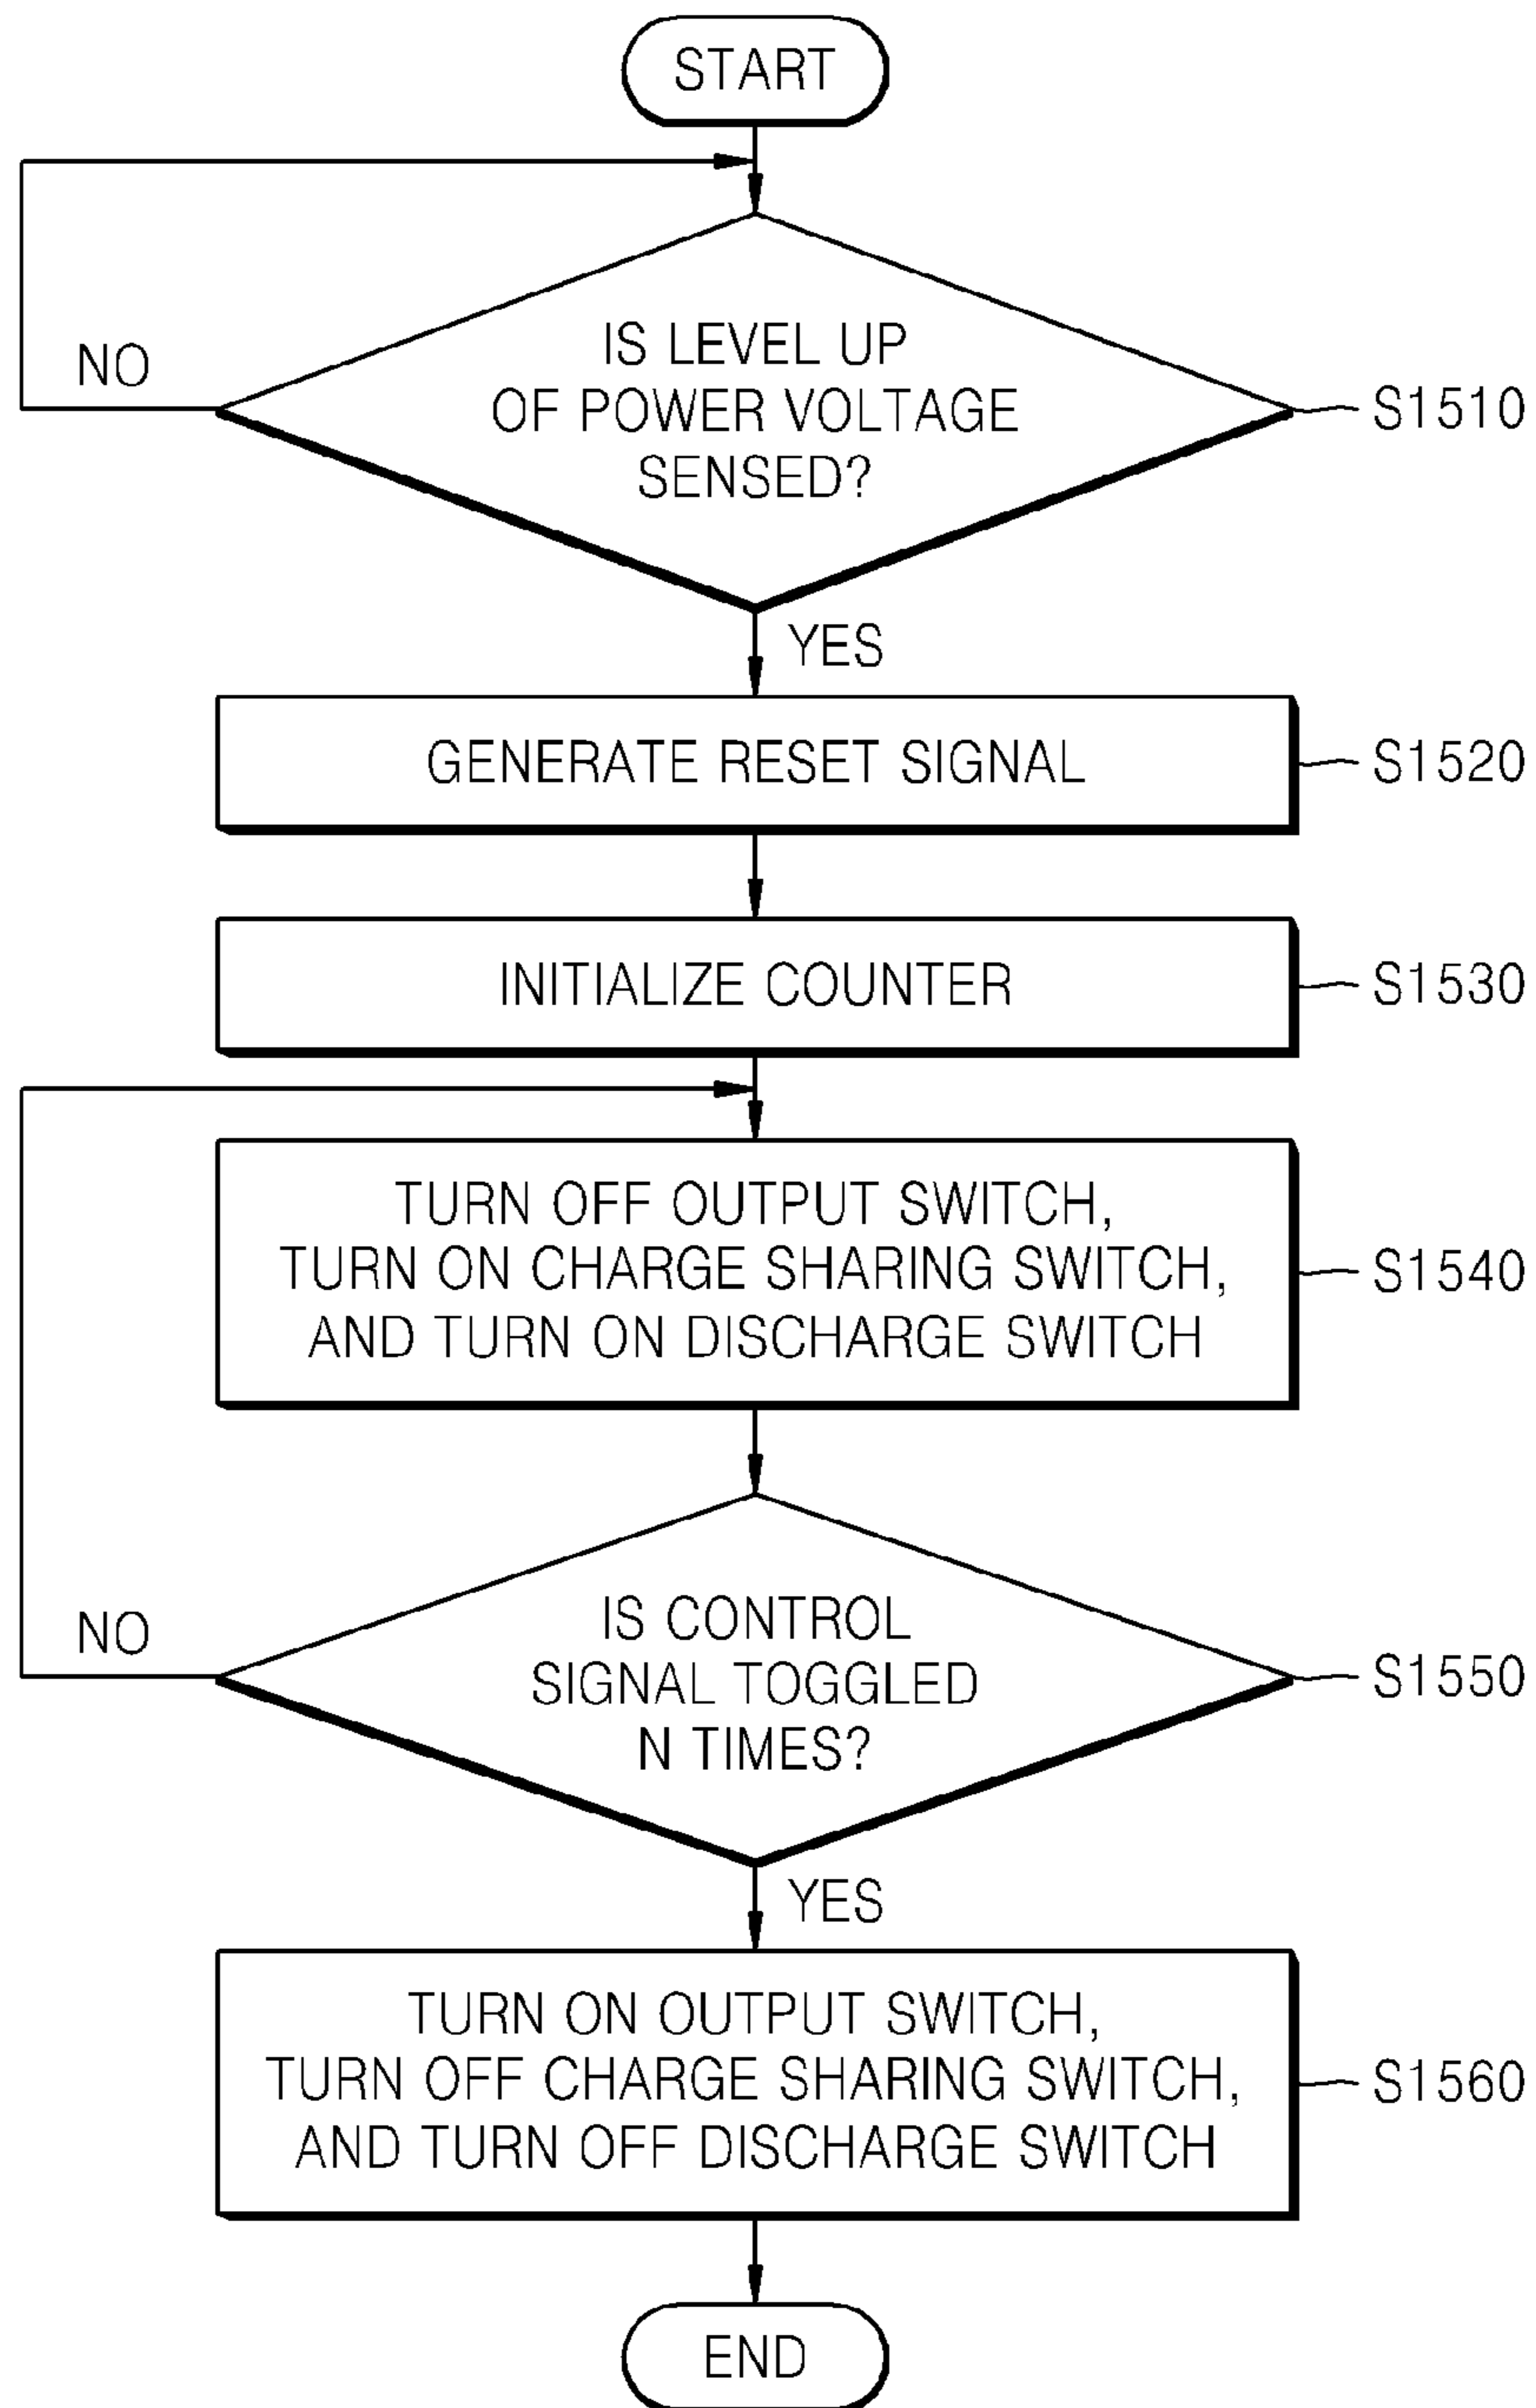 START
IS LEVEL UP
OF POWER VOLTAGE
SENSED?
NO
S1510
YES
GENERATE RESET SIGNAL
S1520
INITIALIZE COUNTER
S1530
TURN OFF OUTPUT SWITCH,
TURN ON CHARGE SHARING SWITCH,
AND TURN ON DISCHARGE SWITCH
S1540
IS CONTROL
SIGNAL TOGGLED
N TIMES?
NO
S1550
YES
TURN ON OUTPUT SWITCH,
TURN OFF CHARGE SHARING SWITCH,
AND TURN OFF DISCHARGE SWITCH
S1560
END